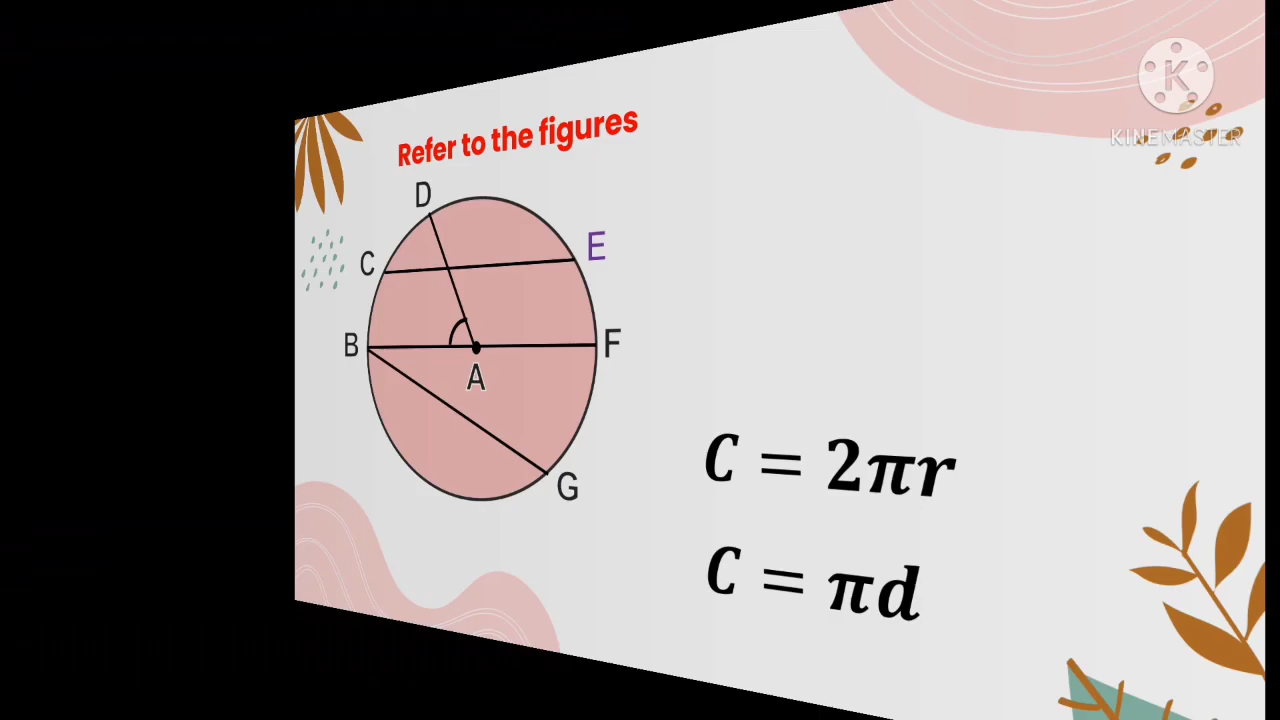 Refer to the figures
D
E
C
B
F
A
G
C = 2πr
C = πd
K
KINEMASTER